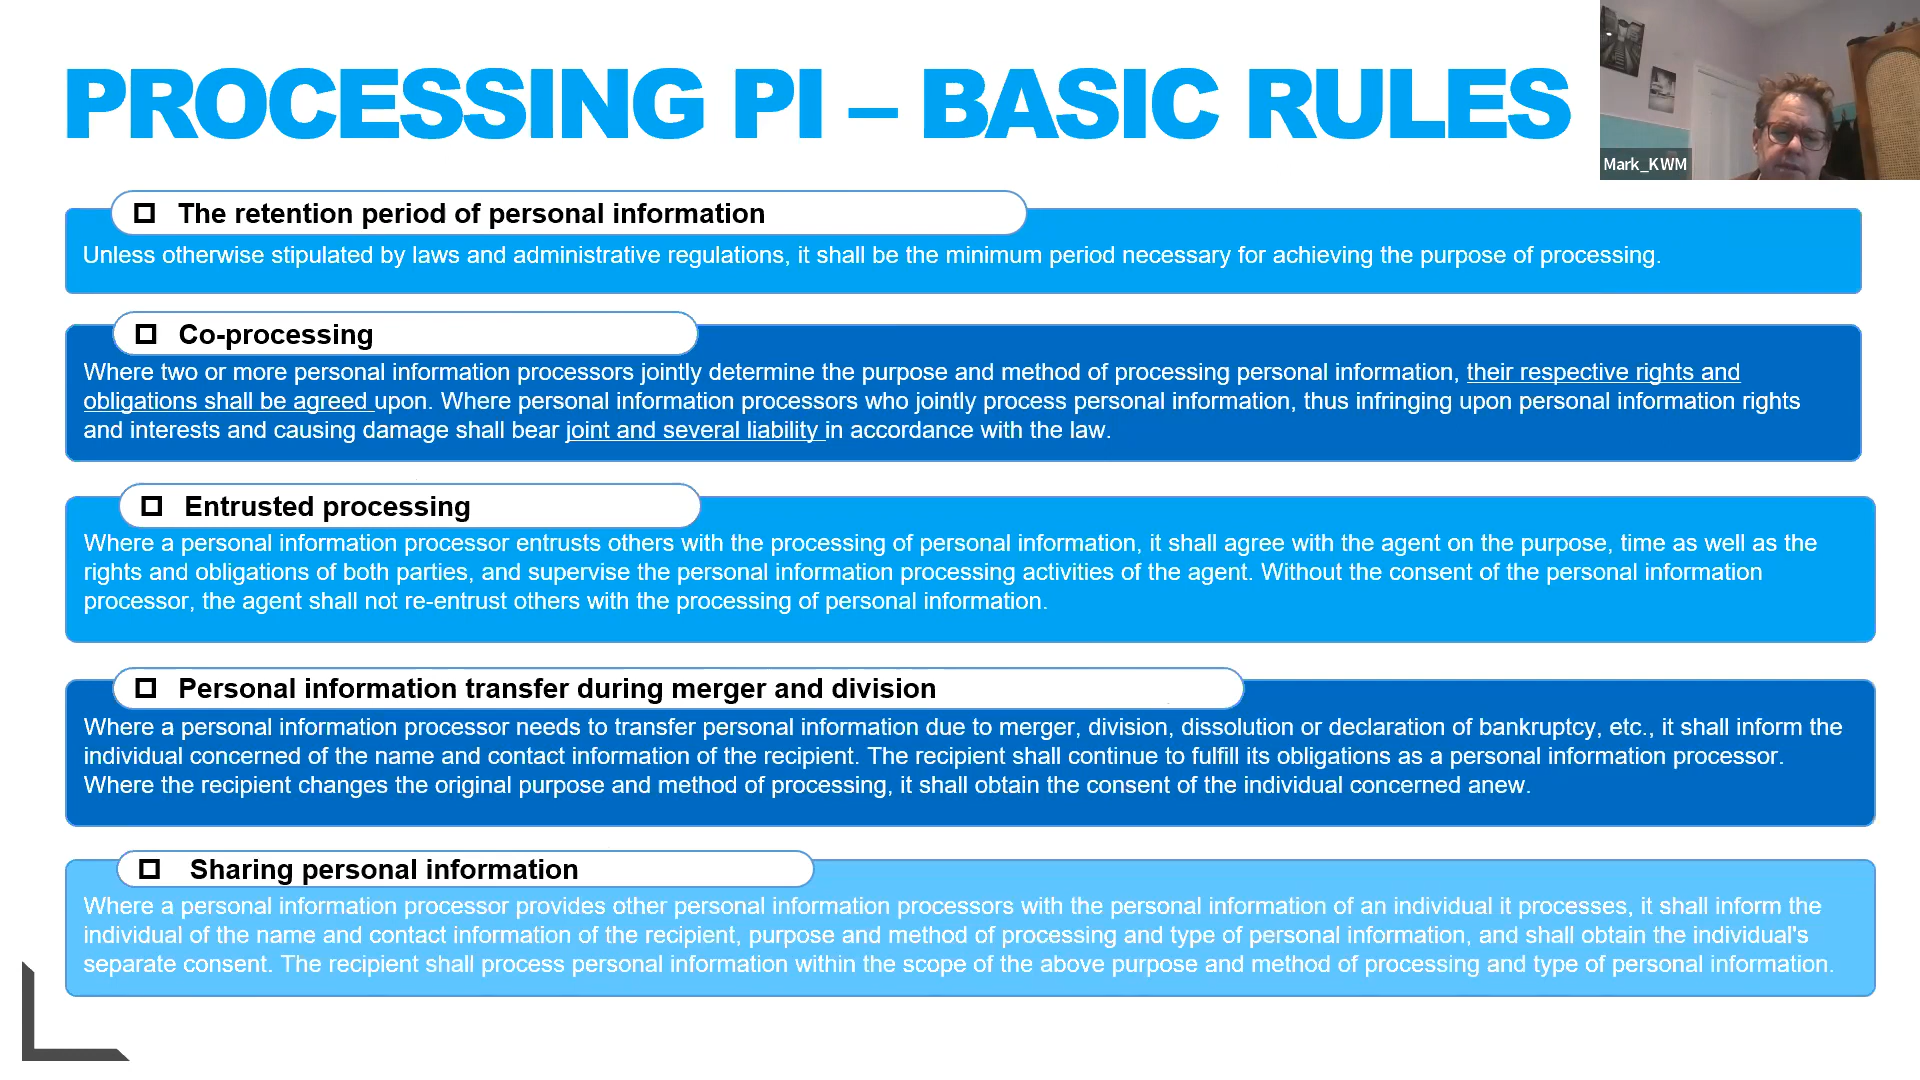 PROCESSING PI – BASIC RULES
Mark_KWM
The retention period of personal information
Unless otherwise stipulated by laws and administrative regulations, it shall be the minimum period necessary for achieving the purpose of processing.
Co-processing
Where two or more personal information processors jointly determine the purpose and method of processing personal information, their respective rights and
obligations shall be agreed upon. Where personal information processors who jointly process personal information, thus infringing upon personal information rights
and interests and causing damage shall bear joint and several liability in accordance with the law.
Entrusted processing
Where a personal information processor entrusts others with the processing of personal information, it shall agree with the agent on the purpose, time as well as the
rights and obligations of both parties, and supervise the personal information processing activities of the agent. Without the consent of the personal information
processor, the agent shall not re-entrust others with the processing of personal information.
Personal information transfer during merger and division
Where a personal information processor needs to transfer personal information due to merger, division, dissolution or declaration of bankruptcy, etc., it shall inform the
individual concerned of the name and contact information of the recipient. The recipient shall continue to fulfill its obligations as a personal information processor.
Where the recipient changes the original purpose and method of processing, it shall obtain the consent of the individual concerned anew.
Sharing personal information
Where a personal information processor provides other personal information processors with the personal information of an individual it processes, it shall inform the
individual of the name and contact information of the recipient, purpose and method of processing and type of personal information, and shall obtain the individual's
separate consent. The recipient shall process personal information within the scope of the above purpose and method of processing and type of personal information.